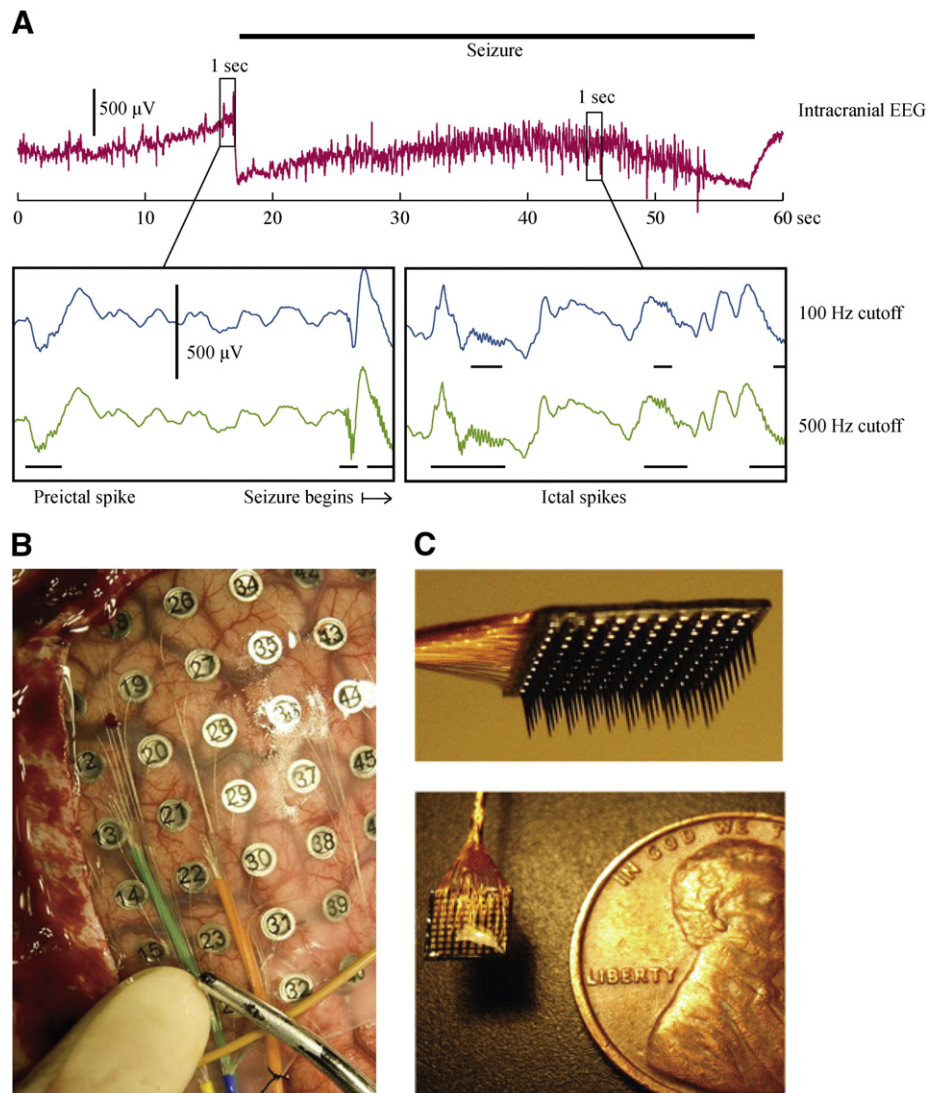 A
Seizure
1 sec
500 µV
1 sec
Intracranial EEG
0 10 20 30 40 50 60 sec
100 Hz cutoff
500 µV
500 Hz cutoff
Preictal spike
Seizure begins
Ictal spikes
B
C
26
34
35
43
19
27
28
44
20
29
37
45
13
21
30
38
14
22
31
39
15
23
32
IN GOD WE T
LIBERTY